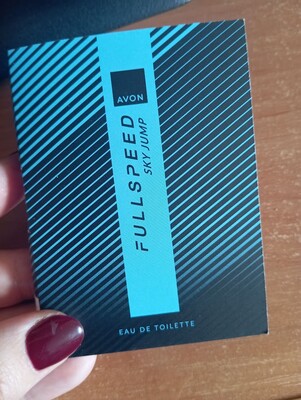 AVON
FULLSPEED
SKY JUMP
EAU DE TOILETTE